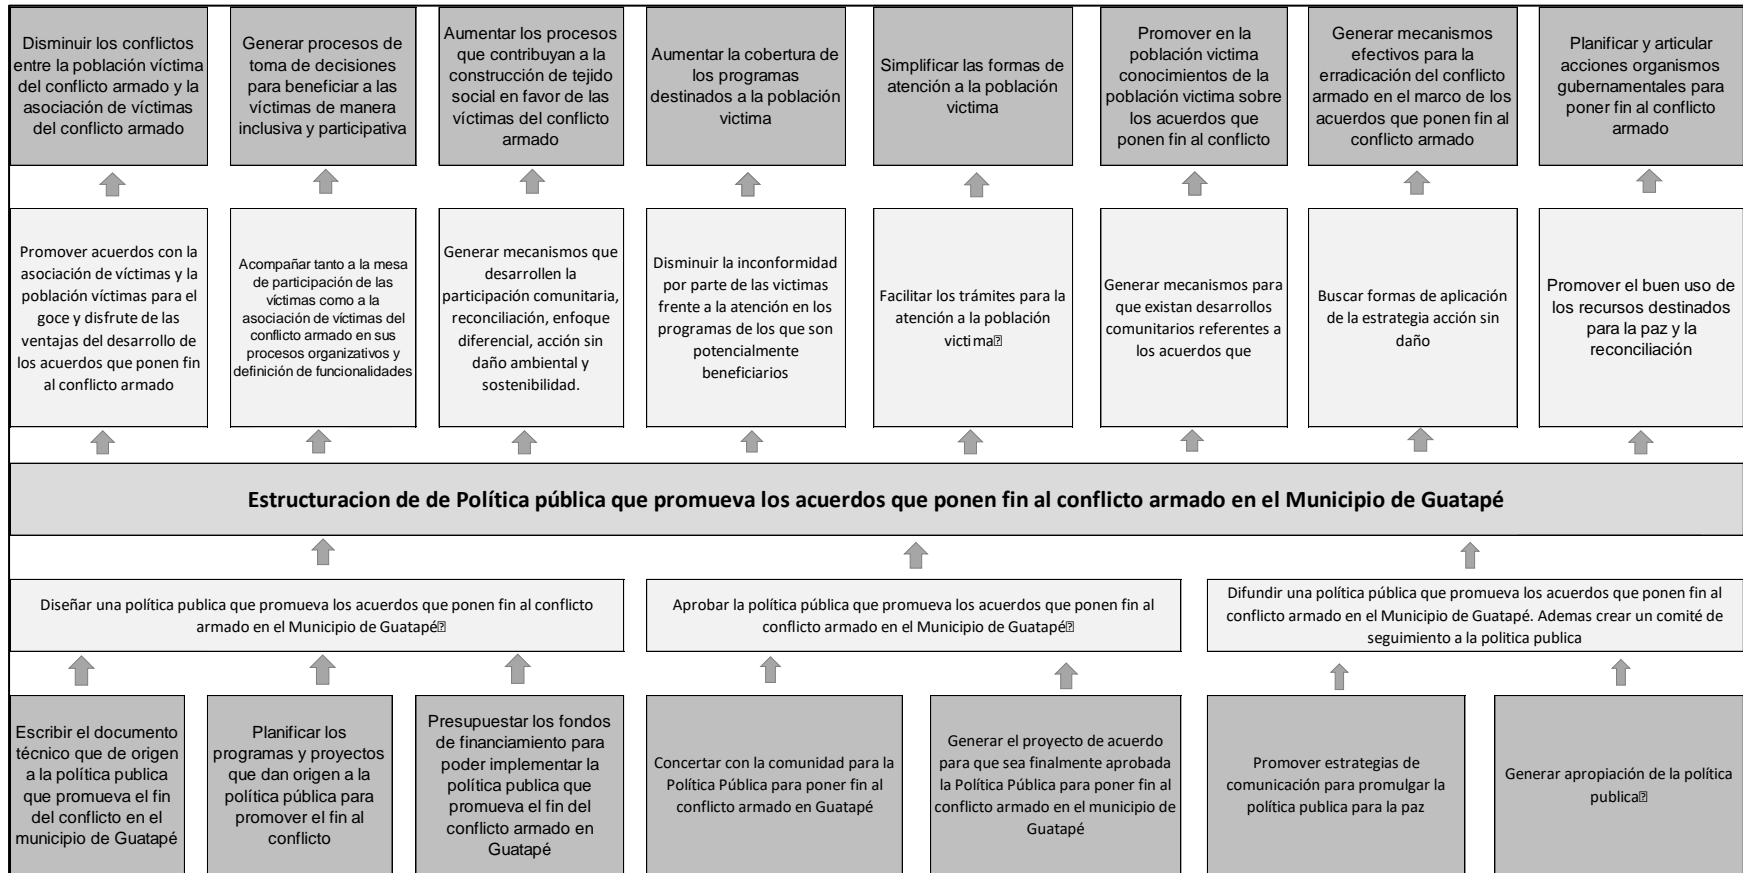 Disminuir los conflictos
entre la población víctima
del conflicto armado y la
asociación de víctimas
del conflicto armado
Generar procesos de
toma de decisiones
para beneficiar a las
víctimas de manera
inclusiva y participativa
Aumentar los procesos
que contribuyan a la
construcción de tejido
social en favor de las
víctimas del conflicto
armado
Aumentar la cobertura de
los programas
destinados a la población
victima
Simplificar las formas de
atención a la población
victima
Promover en la
población victima
conocimientos de la
población victima sobre
los acuerdos que
ponen fin al conflicto
Generar mecanismos
efectivos para la
erradicación del conflicto
armado en el marco de los
acuerdos que ponen fin al
conflicto armado
Planificar y articular
acciones organismos
gubernamentales para
poner fin al conflicto
armado
Promover acuerdos con la
asociación de víctimas y la
población víctimas para el
goce y disfrute de las
ventajas del desarrollo de
los acuerdos que ponen fin
al conflicto armado
Acompañar tanto a la mesa
de participación de las
víctimas como a la
asociación de víctimas del
conflicto armado en sus
procesos organizativos y
definición de funcionalidades
Generar mecanismos que
desarrollen la
participación comunitaria,
reconciliación, enfoque
diferencial, acción sin
daño ambiental y
sostenibilidad.
Disminuir la inconformidad
por parte de las victimas
frente a la atención en los
programas de los que son
potencialmente
beneficiarios
Facilitar los trámites para la
atención a la población
victima
Generar mecanismos para
que existan desarrollos
comunitarios referentes a
los acuerdos que
Buscar formas de aplicación
de la estrategia acción sin
daño
Promover el buen uso de
los recursos destinados
para la paz y la
reconciliación
Estructuracion de de Política pública que promueva los acuerdos que ponen fin al conflicto armado en el Municipio de Guatapé
Diseñar una política publica que promueva los acuerdos que ponen fin al conflicto
armado en el Municipio de Guatapé
Aprobar la política pública que promueva los acuerdos que ponen fin al
conflicto armado en el Municipio de Guatapé
Difundir una política pública que promueva los acuerdos que ponen fin al
conflicto armado en el Municipio de Guatapé. Ademas crear un comité de
seguimiento a la politica publica
Escribir el documento
técnico que de origen
a la política publica
que promueva el fin
del conflicto en el
municipio de Guatapé
Planificar los
programas y proyectos
que dan origen a la
política pública para
promover el fin al
conflicto
Presupuestar los fondos
de financiamiento para
poder implementar la
política publica que
promueva el fin del
conflicto armado en
Guatapé
Concertar con la comunidad para la
Política Pública para poner fin al
conflicto armado en Guatapé
Generar el proyecto de acuerdo
para que sea finalmente aprobada
la Política Pública para poner fin al
conflicto armado en el municipio de
Guatapé
Promover estrategias de
comunicación para promulgar la
política publica para la paz
Generar apropiación de la política
publica